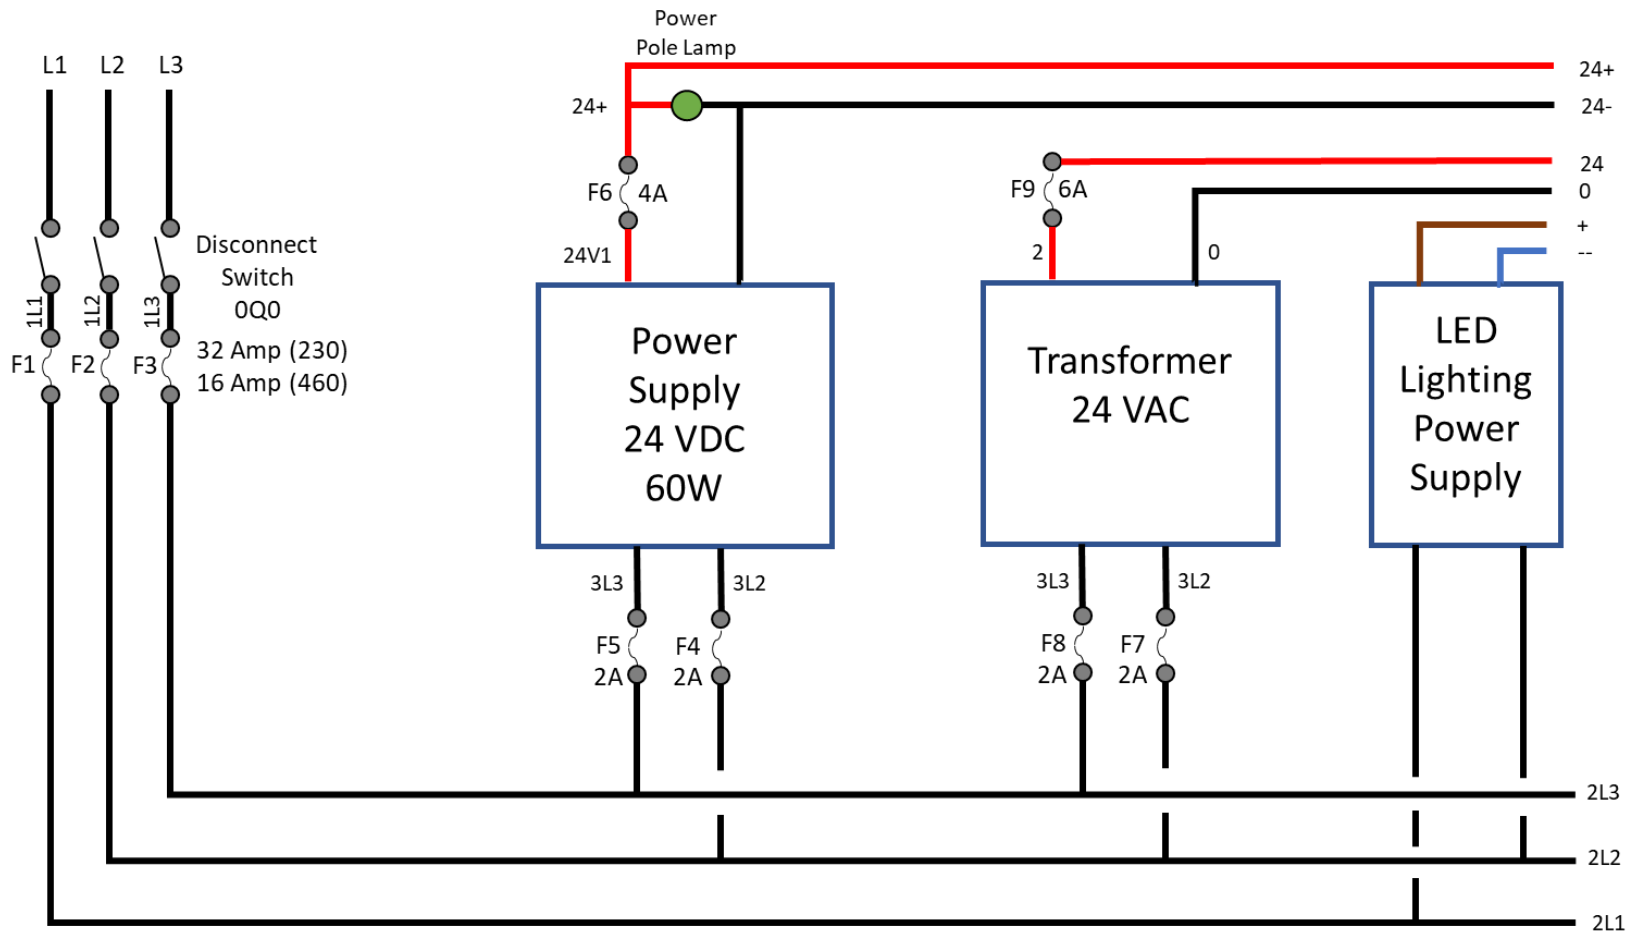 Power
Pole Lamp
L1 L2 L3
24+
24+
24-
24
0
+
--
F6 4A
F9 6A
24V1
2
0
Disconnect
Switch
0Q0
32 Amp (230)
16 Amp (460)
1L1 1L2 1L3
F1 F2 F3
Power
Supply
24 VDC
60W
Transformer
24 VAC
LED
Lighting
Power
Supply
3L3 3L2
F5 F4
2A 2A
3L3 3L2
F8 F7
2A 2A
2L3
2L2
2L1